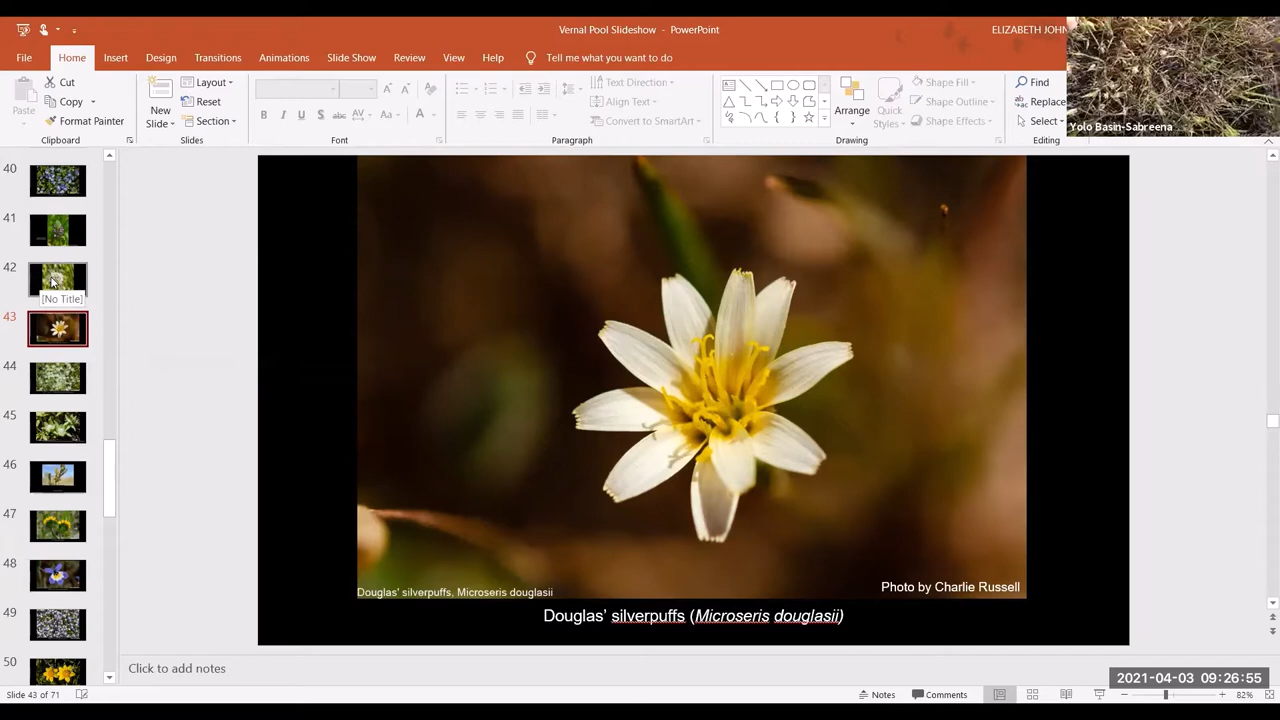 Vernal Pool Slideshow - PowerPoint
ELIZABETH JOHN
File Home Insert Design Transitions Animations Slide Show Review View Help Tell me what you want to do
Cut
Copy
Format Painter
Paste
Clipboard
New Slide
Layout
Reset
Section
Slides
Font
Text Direction
Align Text
Convert to SmartArt
Paragraph
Arrange
Quick Styles
Shape Fill
Shape Outline
Shape Effects
Drawing
Find
Replace
Select
Editing
Yolo Basin-Sabreena
40
41
42
[No Title]
43
44
45
46
47
48
49
50
Douglas' silverpuffs, Microseris douglasii
Photo by Charlie Russell
Douglas’ silverpuffs (Microseris douglasii)
Click to add notes
2021-04-03 09:26:55
Slide 43 of 71
Notes
Comments
82%